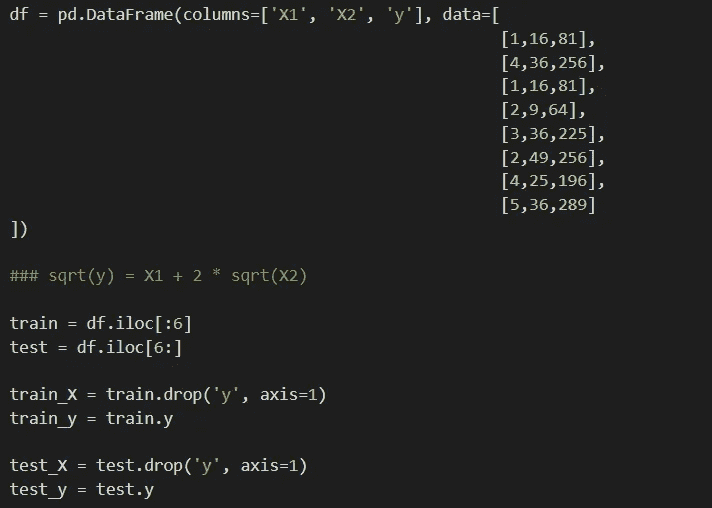 df = pd.DataFrame(columns=['X1', 'X2', 'y'], data=[
[1,16,81],
[4,36,256],
[1,16,81],
[2,9,64],
[3,36,225],
[2,49,256],
[4,25,196],
[5,36,289]
])
### sqrt(y) = X1 + 2 * sqrt(X2)
train = df.iloc[:6]
test = df.iloc[6:]
train_X = train.drop('y', axis=1)
train_y = train.y
test_X = test.drop('y', axis=1)
test_y = test.y